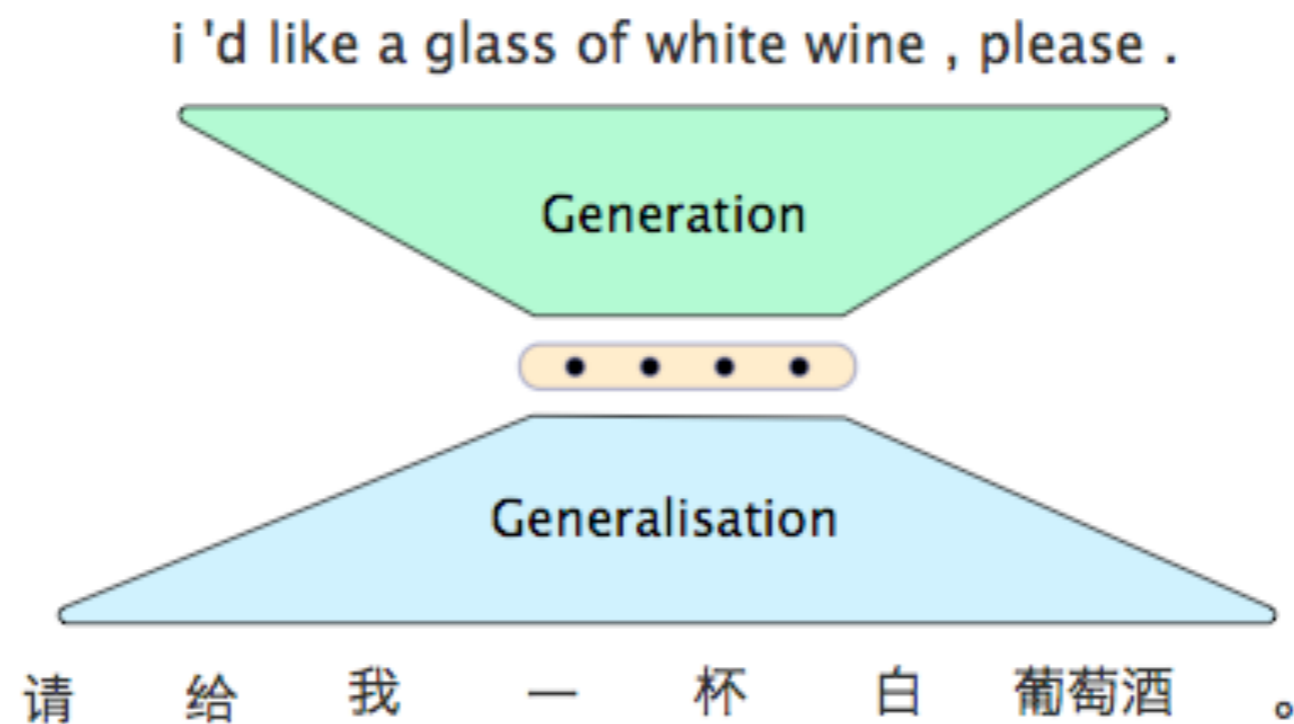 i 'd like a glass of white wine , please .
Generation
Generalisation
请 给 我 一 杯 白 葡萄酒 。